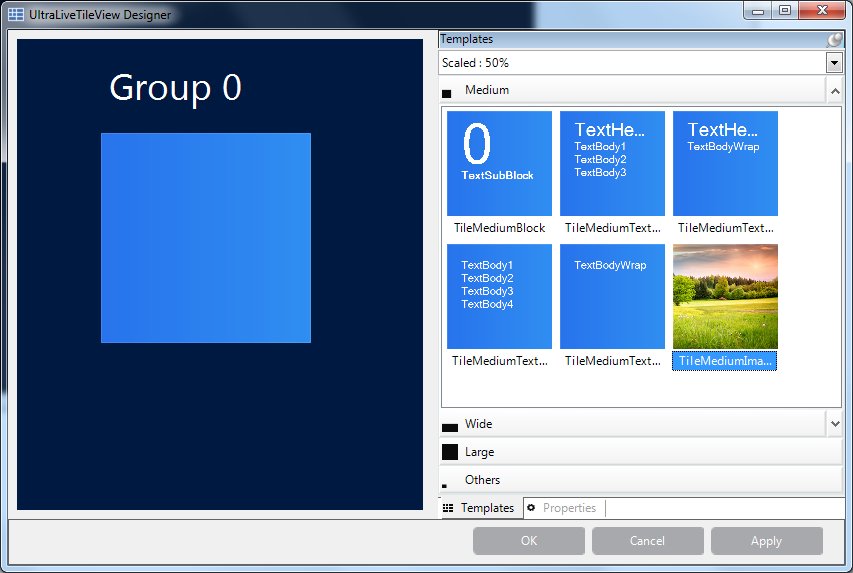 UltraLiveTileView Designer
Group 0
Templates
Scaled : 50%
Medium
0
TextSubBlock
TileMediumBlock
TextHe...
TextBody1
TextBody2
TextBody3
TileMediumText...
TextHe...
TextBodyWrap
TileMediumText...
TextBody1
TextBody2
TextBody3
TextBody4
TileMediumText...
TextBodyWrap
TileMediumText...
TileMediumIma...
Wide
Large
Others
Templates
Properties
OK
Cancel
Apply